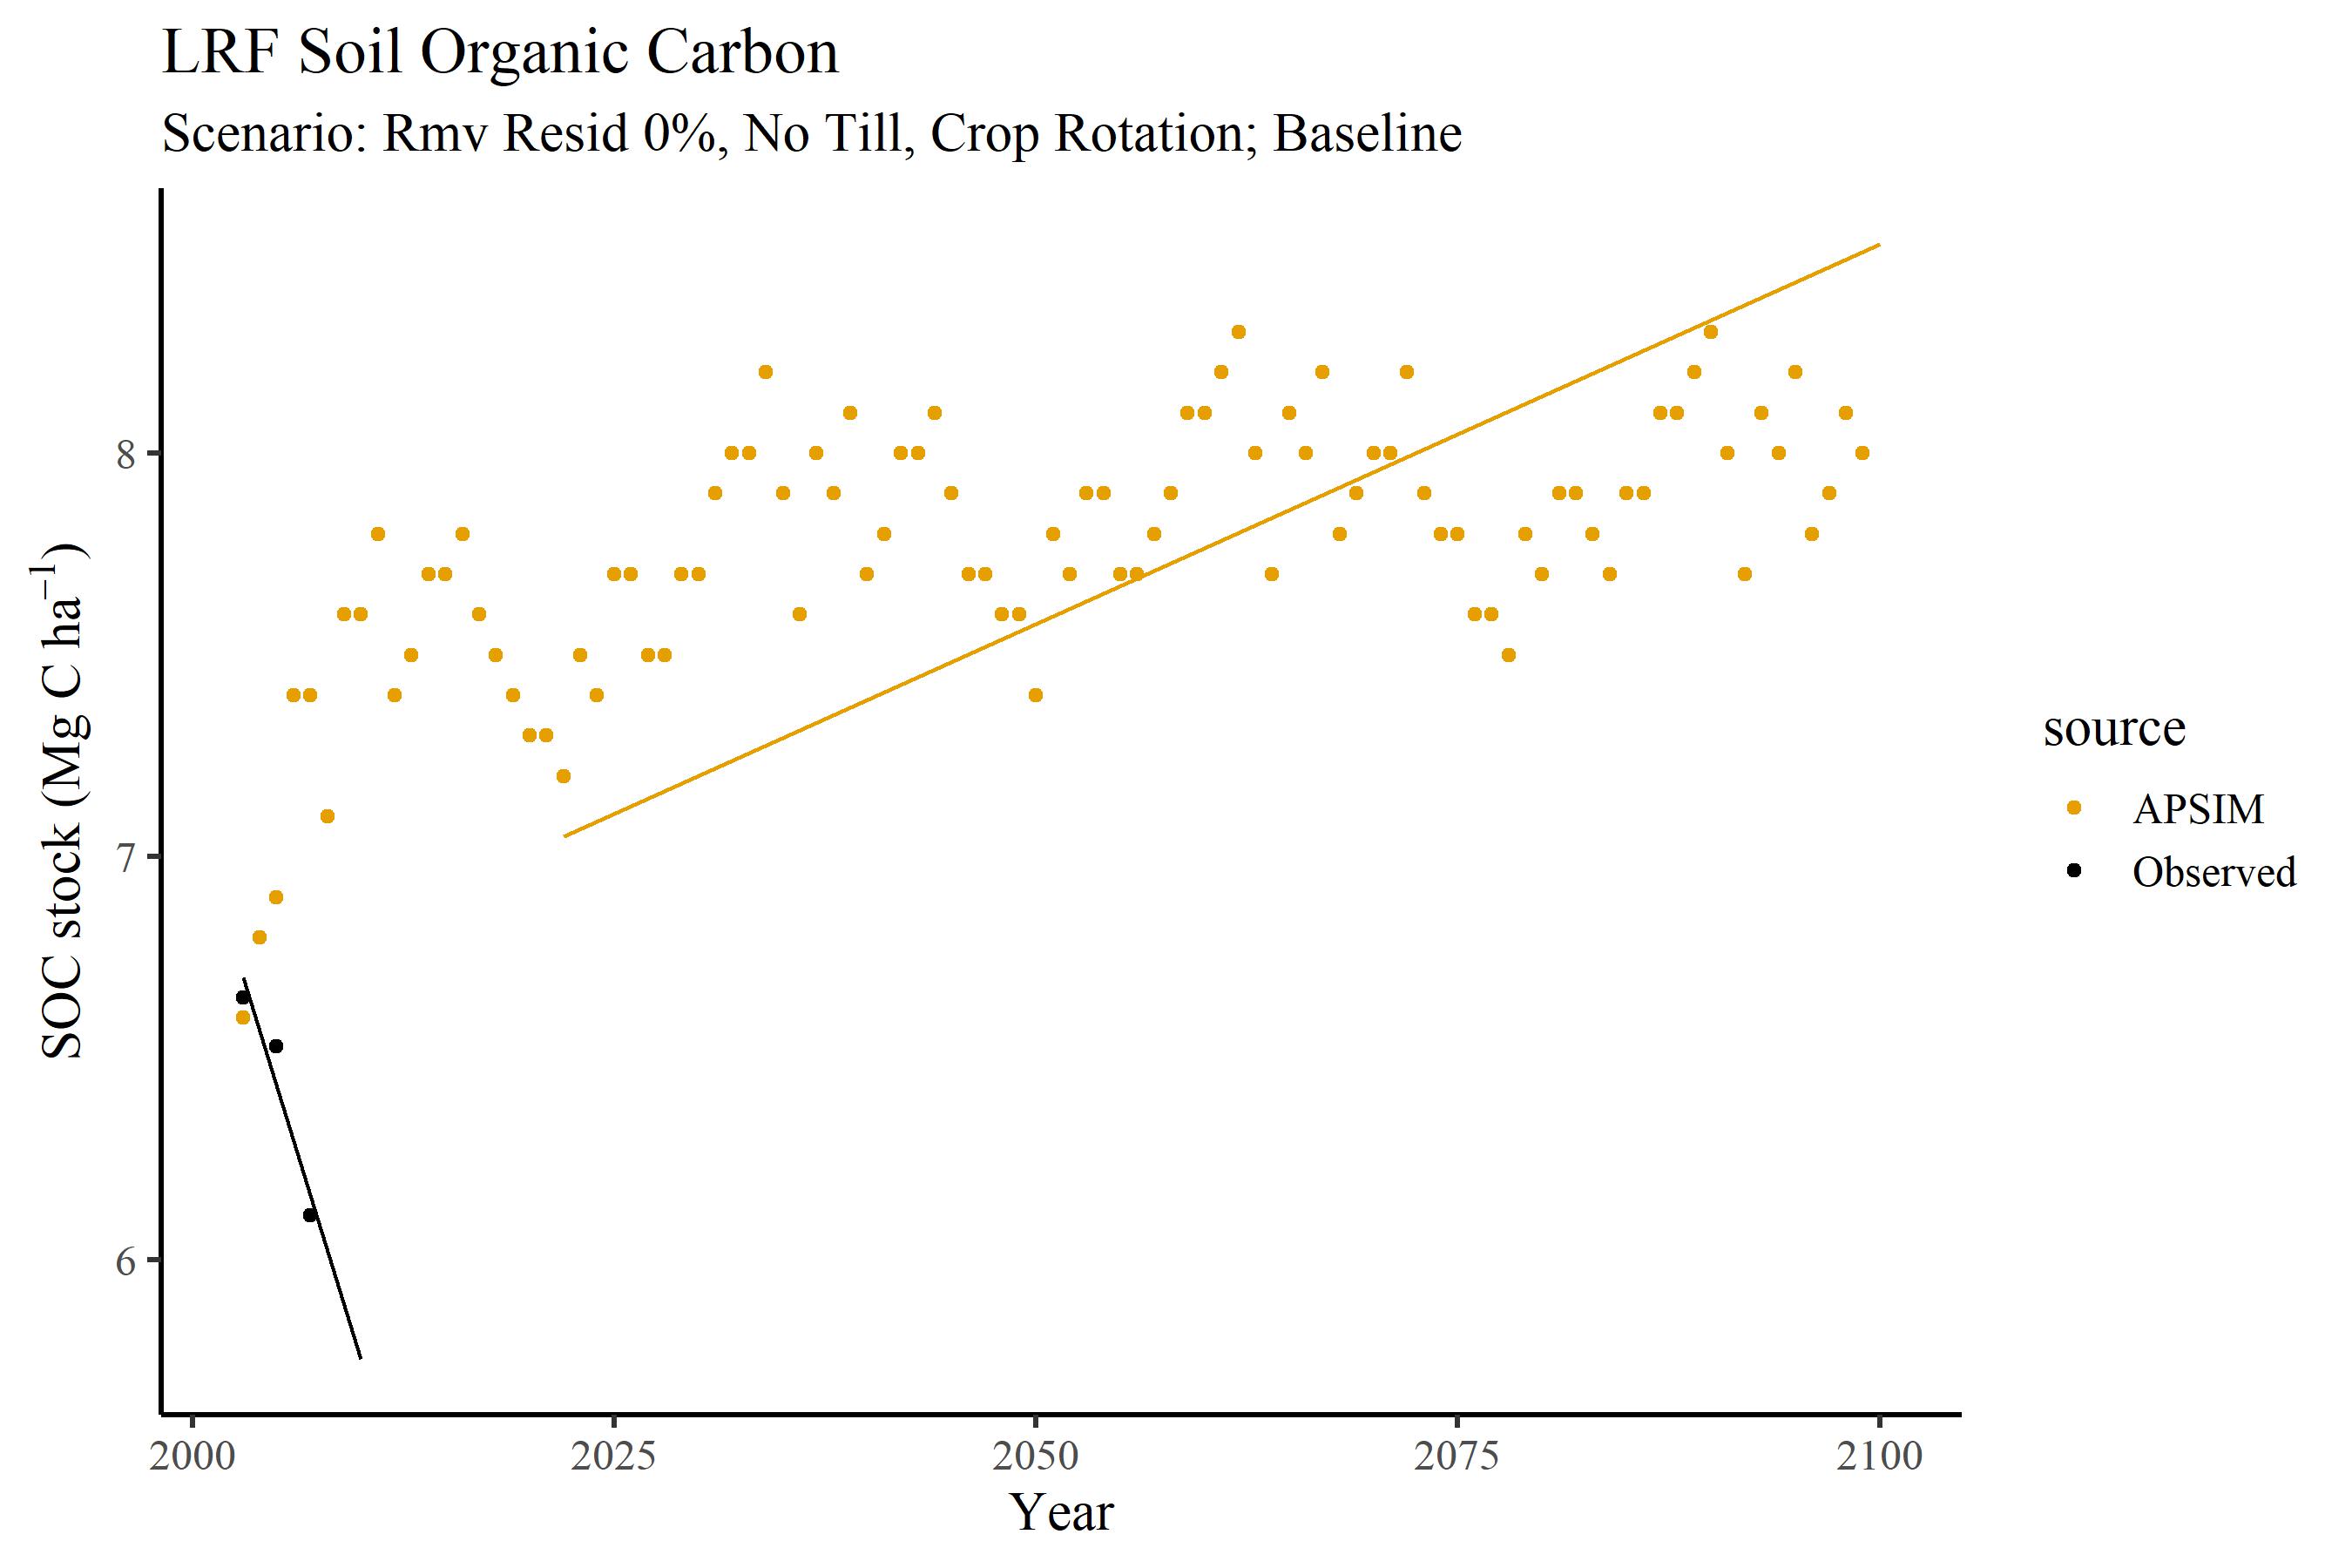 LRF Soil Organic Carbon
Scenario: Rmv Resid 0%, No Till, Crop Rotation; Baseline
SOC stock (Mg C ha⁻¹)
8
7
6
2000 2025 2050 2075 2100
Year
source
APSIM
Observed